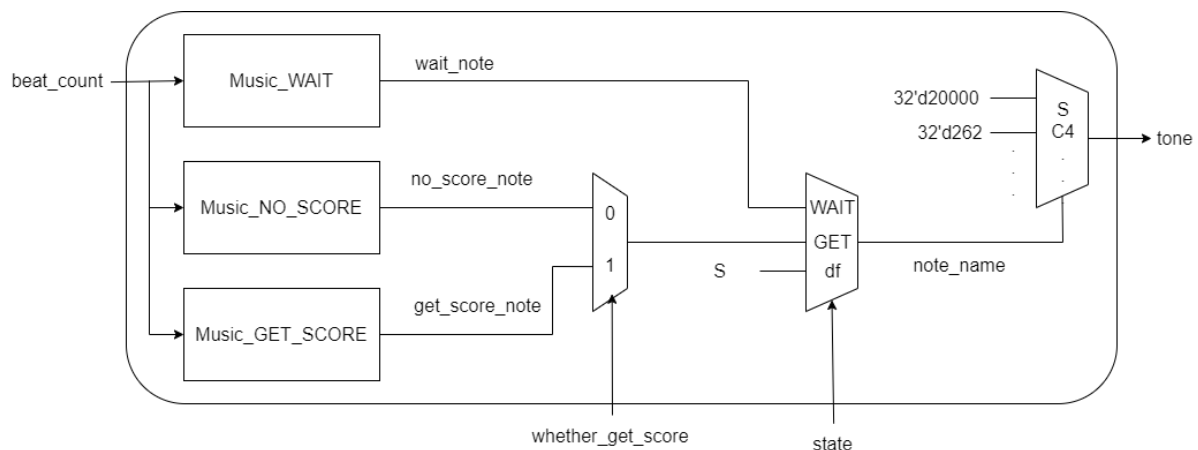 beat_count
Music_WAIT
wait_note
Music_NO_SCORE
no_score_note
Music_GET_SCORE
get_score_note
0
1
whether_get_score
S
WAIT
GET
df
state
note_name
32'd20000
32'd262
S
C4
tone